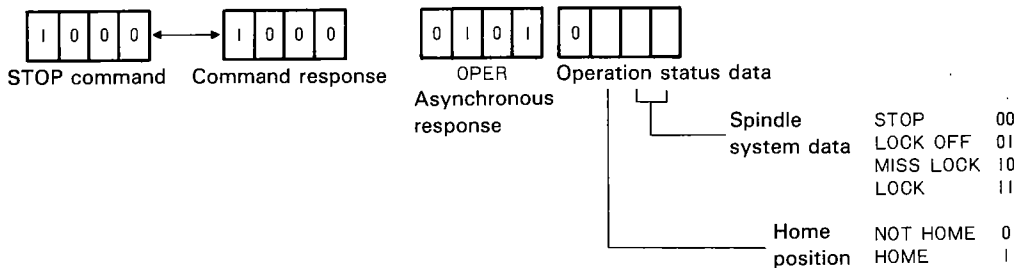 1 0 0 0 1 0 0 0 0 1 0 1 0
STOP command Command response OPER Operation status data
Asynchronous
response
Spindle
system data
STOP 00
LOCK OFF 01
MISS LOCK 10
LOCK 11
Home
position
NOT HOME 0
HOME 1